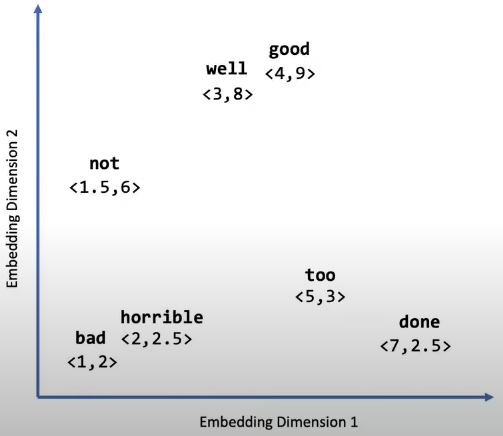 good
<4,9>
well
<3,8>
not
<1.5,6>
too
<5,3>
horrible
<2,2.5>
done
<7,2.5>
bad
<1,2>
Embedding Dimension 2
Embedding Dimension 1